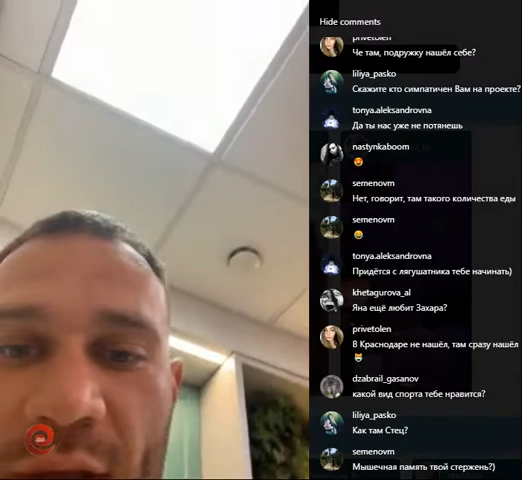 Hide comments
privetolen
Че там, подружку нашёл себе?
liliya_pasko
Скажите кто симпатичен Вам на проекте?
tonya.aleksandrovna
Да ты нас уже не потянешь
nastynkaboom
😍
semenovm
Нет, говорит, там такого количества еды
semenovm
😂
tonya.aleksandrovna
Придётся с лягушатника тебе начинать)
khetagurova_al
Яна ещё любит Захара?
privetolen
В Краснодаре не нашёл, там сразу нашёл
😹
dzabrail_gasanov
какой вид спорта тебе нравится?
liliya_pasko
Как там Стец?
semenovm
Мышечная память твой стержень?)